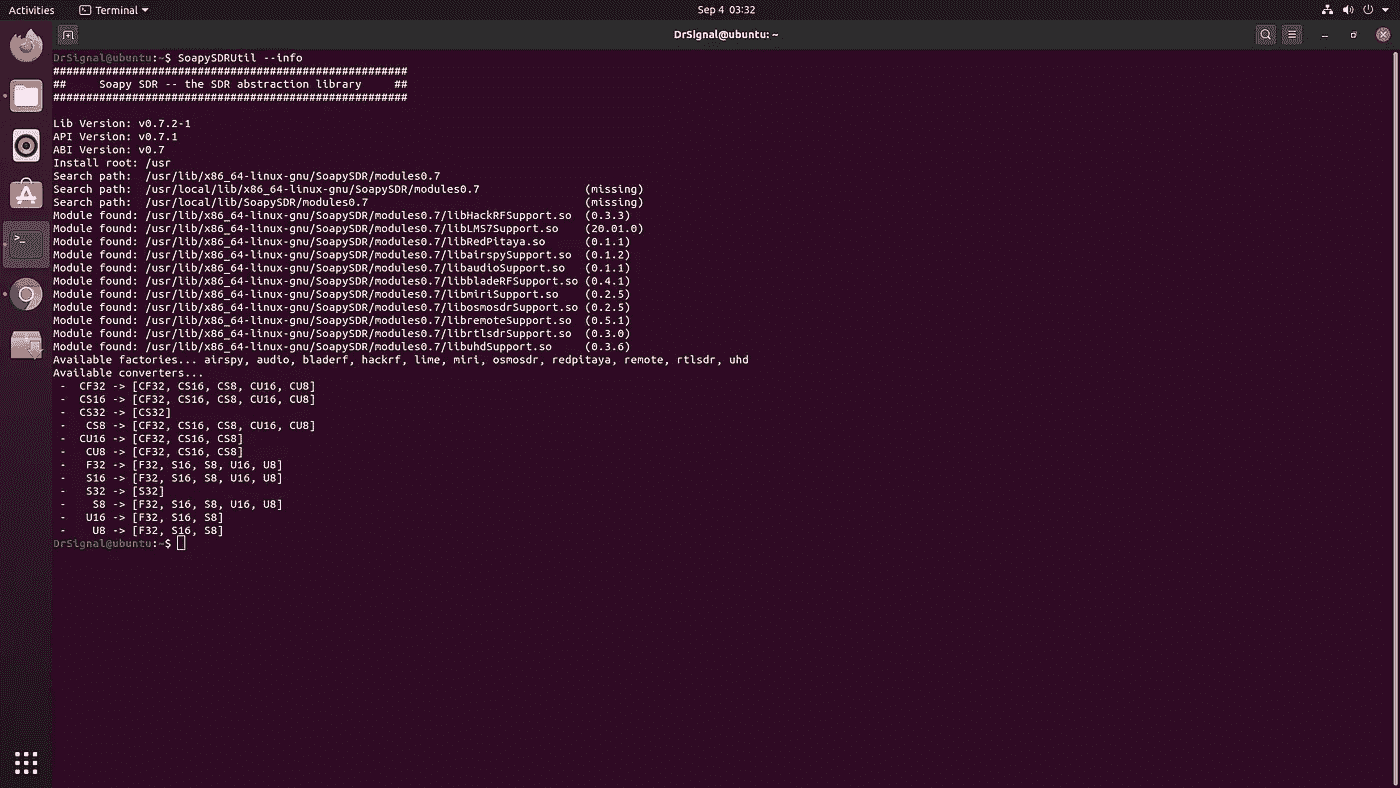 Activities
Terminal
Sep 4 03:32
DrSignal@ubuntu: ~
DrSignal@ubuntu:~$ SoapySDRUtil --info
######################################################
##     Soapy SDR -- the SDR abstraction library     ##
######################################################
Lib Version: v0.7.2-1
API Version: v0.7.1
ABI Version: v0.7
Install root: /usr
Search path:  /usr/lib/x86_64-linux-gnu/SoapySDR/modules0.7
Search path:  /usr/local/lib/x86_64-linux-gnu/SoapySDR/modules0.7                (missing)
Search path:  /usr/local/lib/SoapySDR/modules0.7                                 (missing)
Module found: /usr/lib/x86_64-linux-gnu/SoapySDR/modules0.7/libHackRFSupport.so  (0.3.3)
Module found: /usr/lib/x86_64-linux-gnu/SoapySDR/modules0.7/libLMS7Support.so    (20.01.0)
Module found: /usr/lib/x86_64-linux-gnu/SoapySDR/modules0.7/libRedPitaya.so      (0.1.1)
Module found: /usr/lib/x86_64-linux-gnu/SoapySDR/modules0.7/libairspySupport.so  (0.1.2)
Module found: /usr/lib/x86_64-linux-gnu/SoapySDR/modules0.7/libaudioSupport.so   (0.1.1)
Module found: /usr/lib/x86_64-linux-gnu/SoapySDR/modules0.7/libbladeRFSupport.so (0.4.1)
Module found: /usr/lib/x86_64-linux-gnu/SoapySDR/modules0.7/libmiriSupport.so    (0.2.5)
Module found: /usr/lib/x86_64-linux-gnu/SoapySDR/modules0.7/libosmosdrSupport.so (0.2.5)
Module found: /usr/lib/x86_64-linux-gnu/SoapySDR/modules0.7/libremoteSupport.so  (0.5.1)
Module found: /usr/lib/x86_64-linux-gnu/SoapySDR/modules0.7/librtlsdrSupport.so  (0.3.0)
Module found: /usr/lib/x86_64-linux-gnu/SoapySDR/modules0.7/libuhdSupport.so     (0.3.6)
Available factories... airspy, audio, bladerf, hackrf, lime, miri, osmosdr, redpitaya, remote, rtlsdr, uhd
Available converters...
 -  CF32 -> [CF32, CS16, CS8, CU16, CU8]
 -  CS16 -> [CF32, CS16, CS8, CU16, CU8]
 -  CS32 -> [CS32]
 -   CS8 -> [CF32, CS16, CS8, CU16, CU8]
 -  CU16 -> [CF32, CS16, CS8]
 -   CU8 -> [CF32, CS16, CS8]
 -   F32 -> [F32, S16, S8, U16, U8]
 -   S16 -> [F32, S16, S8, U16, U8]
 -   S32 -> [S32]
 -    S8 -> [F32, S16, S8, U16, U8]
 -   U16 -> [F32, S16, S8]
 -    U8 -> [F32, S16, S8]
DrSignal@ubuntu:~$